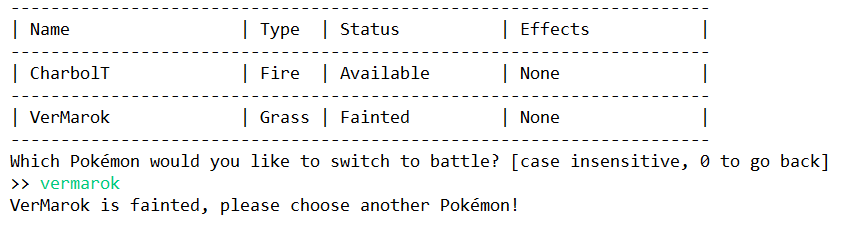 ----------------------------------------------------------------------
| Name                 | Type  | Status          | Effects           |
----------------------------------------------------------------------
| CharbolT             | Fire  | Available       | None              |
----------------------------------------------------------------------
| VerMarok             | Grass | Fainted         | None              |
----------------------------------------------------------------------
Which Pokémon would you like to switch to battle? [case insensitive, 0 to go back]
>> vermarok
VerMarok is fainted, please choose another Pokémon!